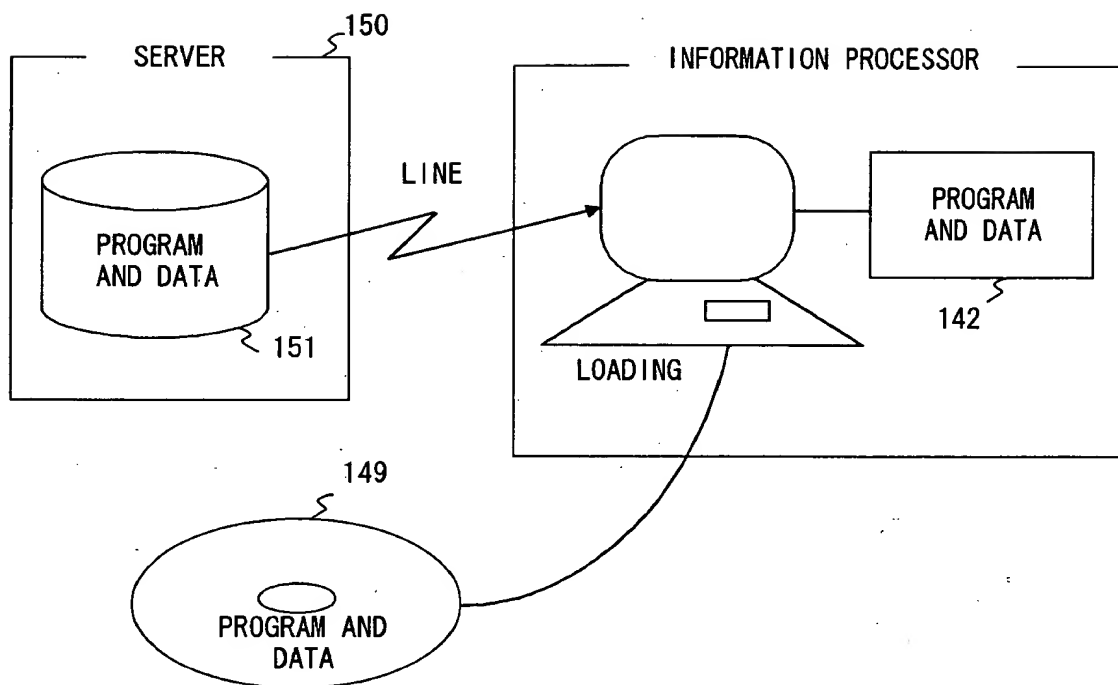 150
SERVER
INFORMATION PROCESSOR
LINE
PROGRAM
AND DATA
PROGRAM
AND DATA
151
142
LOADING
149
PROGRAM AND
DATA